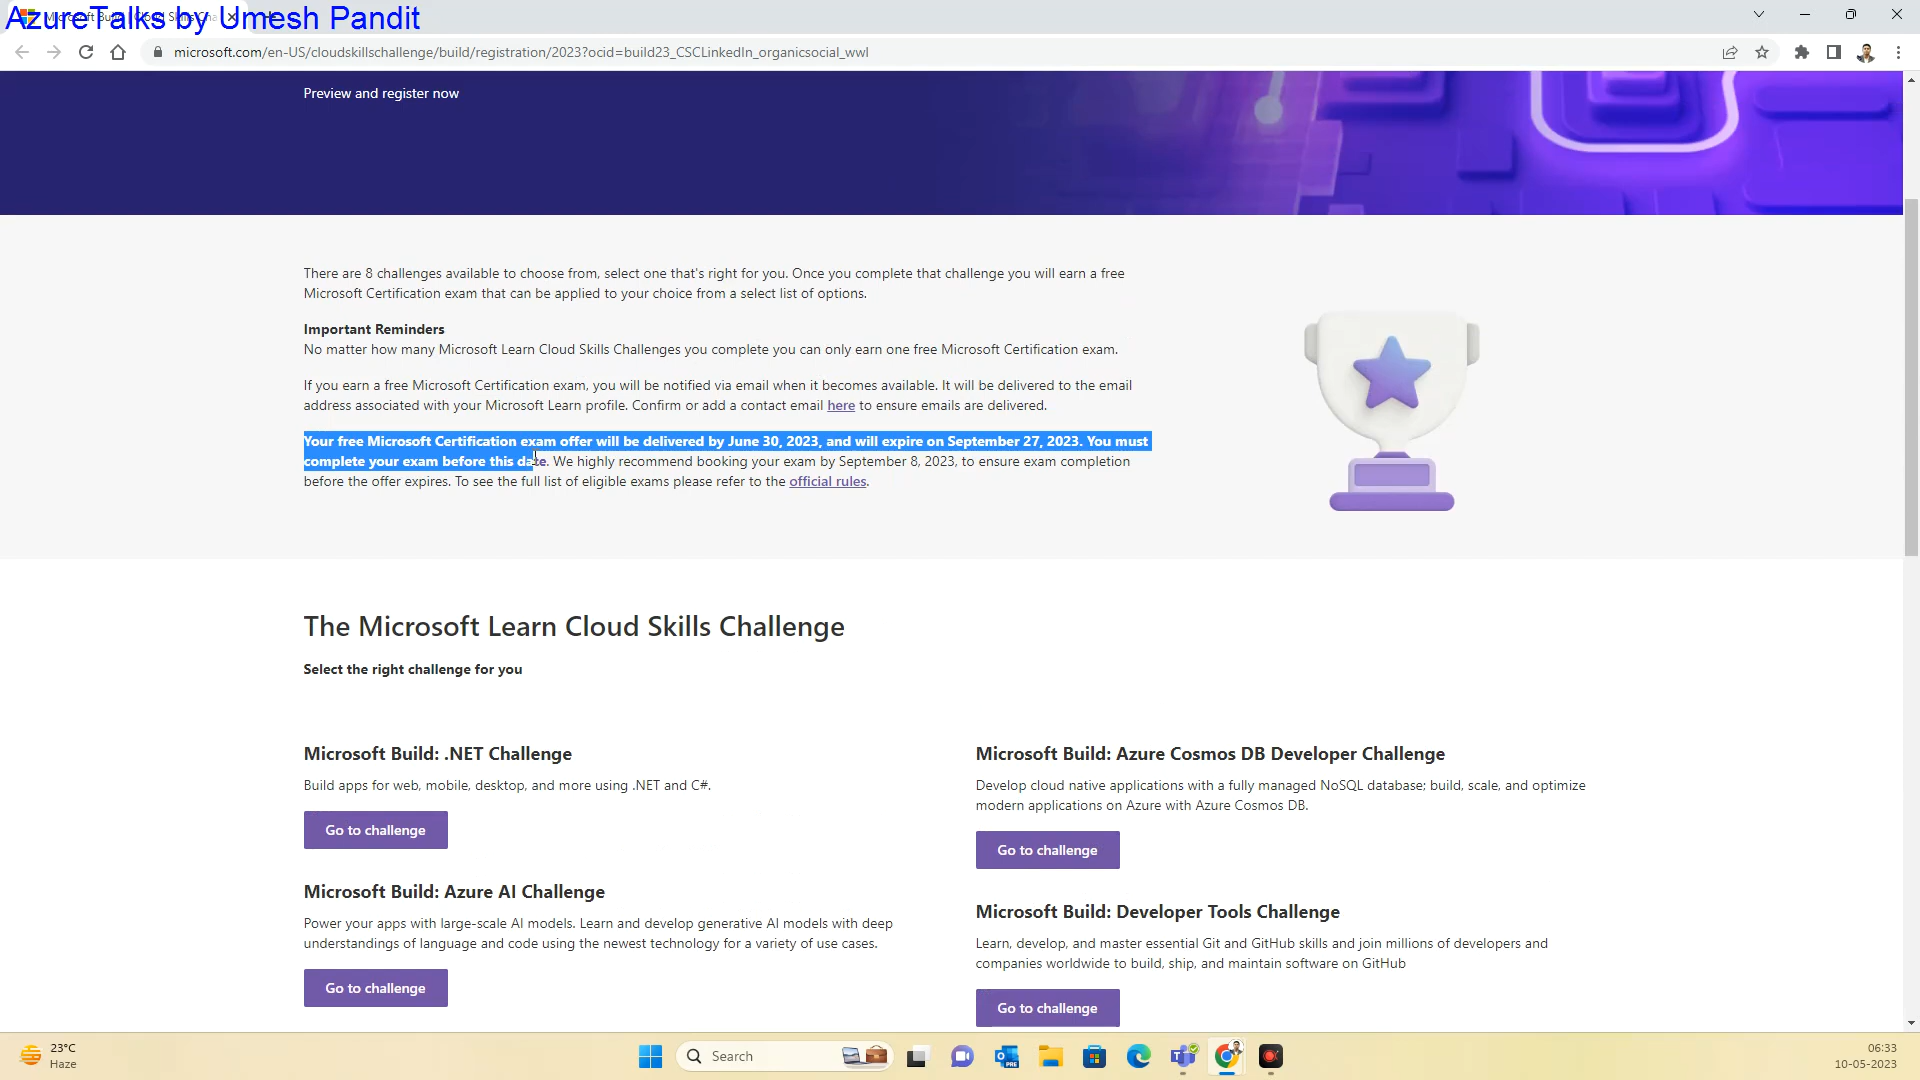 AzureTalks by Umesh Pandit
microsoft.com/en-US/cloudskillschallenge/build/registration/2023?ocid=build23_CSCLinkedIn_organicsocial_wwl
Preview and register now
There are 8 challenges available to choose from, select one that's right for you. Once you complete that challenge you will earn a free
Microsoft Certification exam that can be applied to your choice from a select list of options.
Important Reminders
No matter how many Microsoft Learn Cloud Skills Challenges you complete you can only earn one free Microsoft Certification exam.
If you earn a free Microsoft Certification exam, you will be notified via email when it becomes available. It will be delivered to the email
address associated with your Microsoft Learn profile. Confirm or add a contact email here to ensure emails are delivered.
Your free Microsoft Certification exam offer will be delivered by June 30, 2023, and will expire on September 27, 2023. You must
complete your exam before this date. We highly recommend booking your exam by September 8, 2023, to ensure exam completion
before the offer expires. To see the full list of eligible exams please refer to the official rules.
The Microsoft Learn Cloud Skills Challenge
Select the right challenge for you
Microsoft Build: .NET Challenge
Build apps for web, mobile, desktop, and more using .NET and C#.
Go to challenge
Microsoft Build: Azure Cosmos DB Developer Challenge
Develop cloud native applications with a fully managed NoSQL database; build, scale, and optimize
modern applications on Azure with Azure Cosmos DB.
Go to challenge
Microsoft Build: Azure AI Challenge
Power your apps with large-scale AI models. Learn and develop generative AI models with deep
understandings of language and code using the newest technology for a variety of use cases.
Go to challenge
Microsoft Build: Developer Tools Challenge
Learn, develop, and master essential Git and GitHub skills and join millions of developers and
companies worldwide to build, ship, and maintain software on GitHub
Go to challenge
23°C
Haze
Search
06:33
10-05-2023